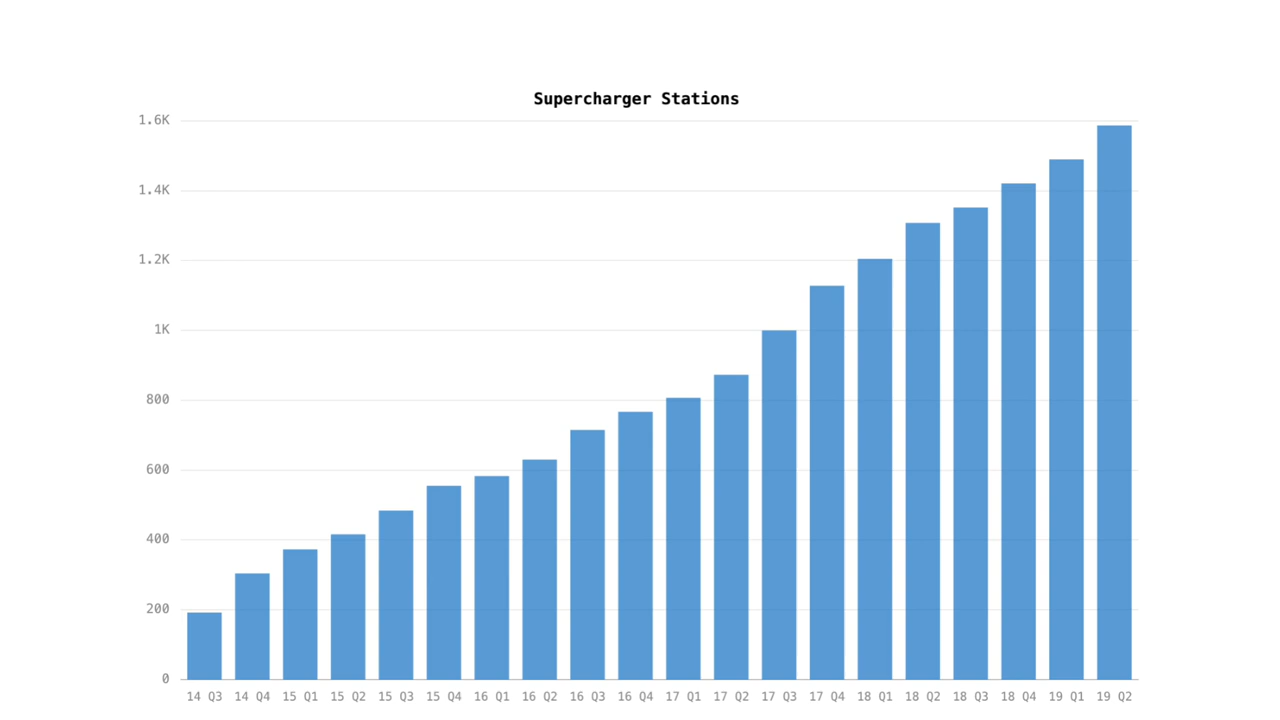 Supercharger Stations
1.6K
1.4K
1.2K
1K
800
600
400
200
0
14 Q3 14 Q4 15 Q1 15 Q2 15 Q3 15 Q4 16 Q1 16 Q2 16 Q3 16 Q4 17 Q1 17 Q2 17 Q3 17 Q4 18 Q1 18 Q2 18 Q3 18 Q4 19 Q1 19 Q2